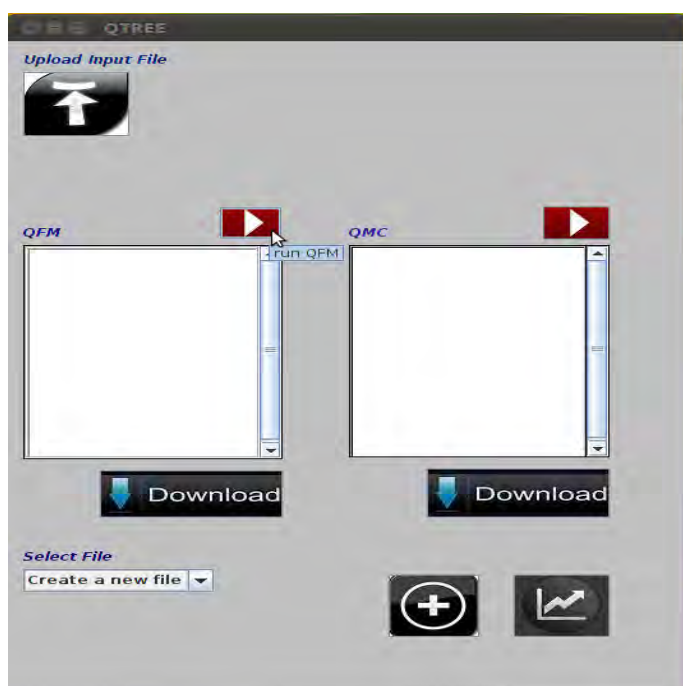 QTREE
Upload Input File
QFM
QMC
run QFM
Download
Download
Select File
Create a new file